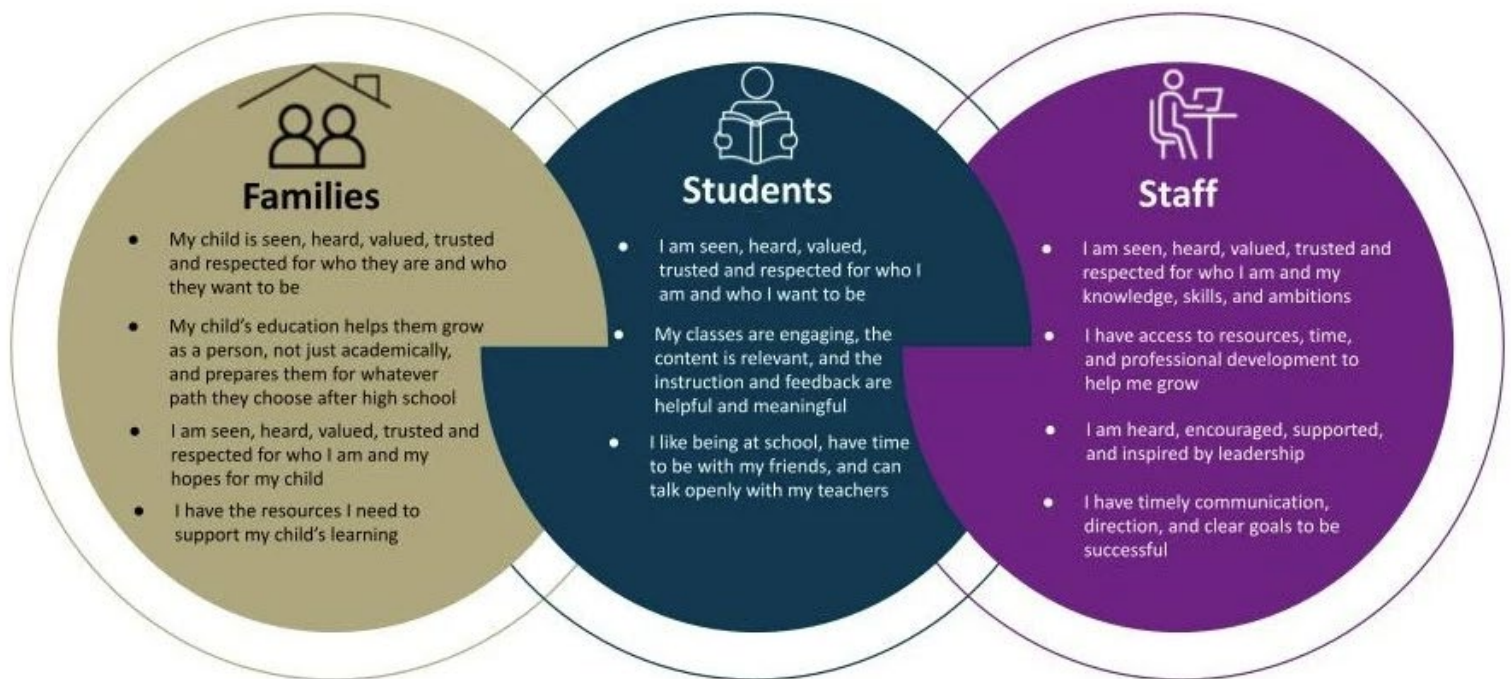 Families
● My child is seen, heard, valued, trusted
and respected for who they are and who
they want to be
● My child’s education helps them grow
as a person, not just academically,
and prepares them for whatever
path they choose after high school
● I am seen, heard, valued, trusted and
respected for who I am and my
hopes for my child
● I have the resources I need to
support my child’s learning
Students
● I am seen, heard, valued,
trusted and respected for who I
am and who I want to be
● My classes are engaging, the
content is relevant, and the
instruction and feedback are
helpful and meaningful
● I like being at school, have time
to be with my friends, and can
talk openly with my teachers
Staff
● I am seen, heard, valued, trusted and
respected for who I am and my
knowledge, skills, and ambitions
● I have access to resources, time,
and professional development to
help me grow
● I am heard, encouraged, supported,
and inspired by leadership
● I have timely communication,
direction, and clear goals to be
successful